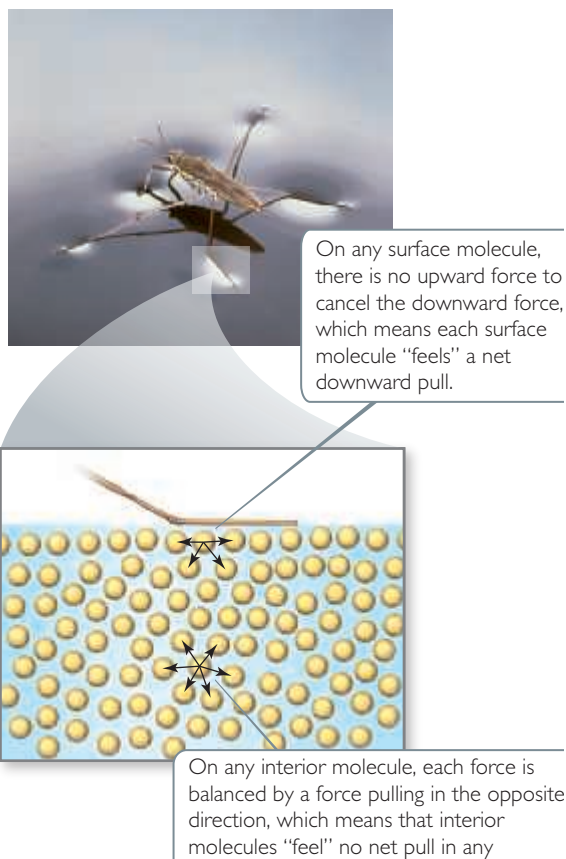 On any surface molecule,
there is no upward force to
cancel the downward force,
which means each surface
molecule “feels” a net
downward pull.
On any interior molecule, each force is
balanced by a force pulling in the opposite
direction, which means that interior
molecules “feel” no net pull in any